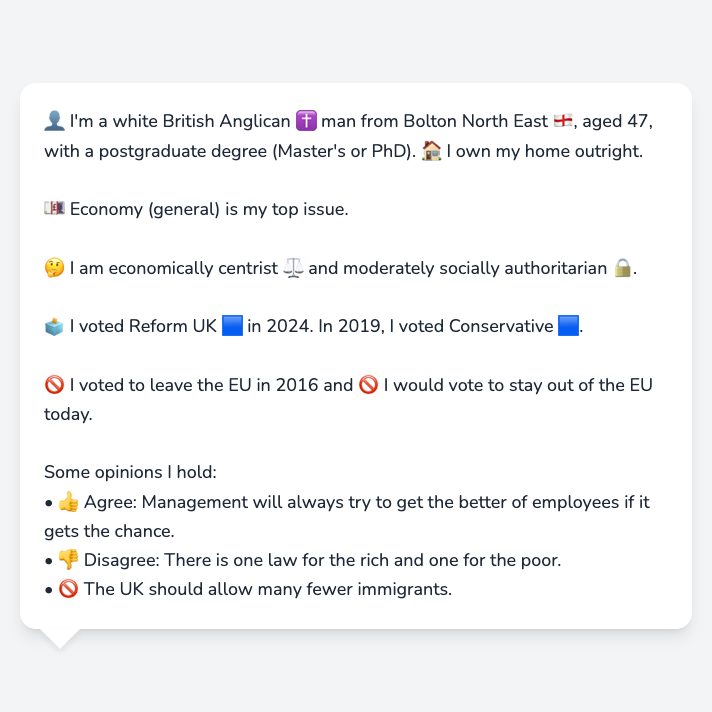 👤 I'm a white British Anglican ✝️ man from Bolton North East 🏴󠁧󠁢󠁥󠁮󠁧󠁿, aged 47,
with a postgraduate degree (Master's or PhD). 🏠 I own my home outright.
💷 Economy (general) is my top issue.
🤔 I am economically centrist ⚖️ and moderately socially authoritarian 🔒.
🗳️ I voted Reform UK 🟦 in 2024. In 2019, I voted Conservative 🟦.
🚫 I voted to leave the EU in 2016 and 🚫 I would vote to stay out of the EU
today.
Some opinions I hold:
• 👍 Agree: Management will always try to get the better of employees if it
gets the chance.
• 👎 Disagree: There is one law for the rich and one for the poor.
• 🚫 The UK should allow many fewer immigrants.